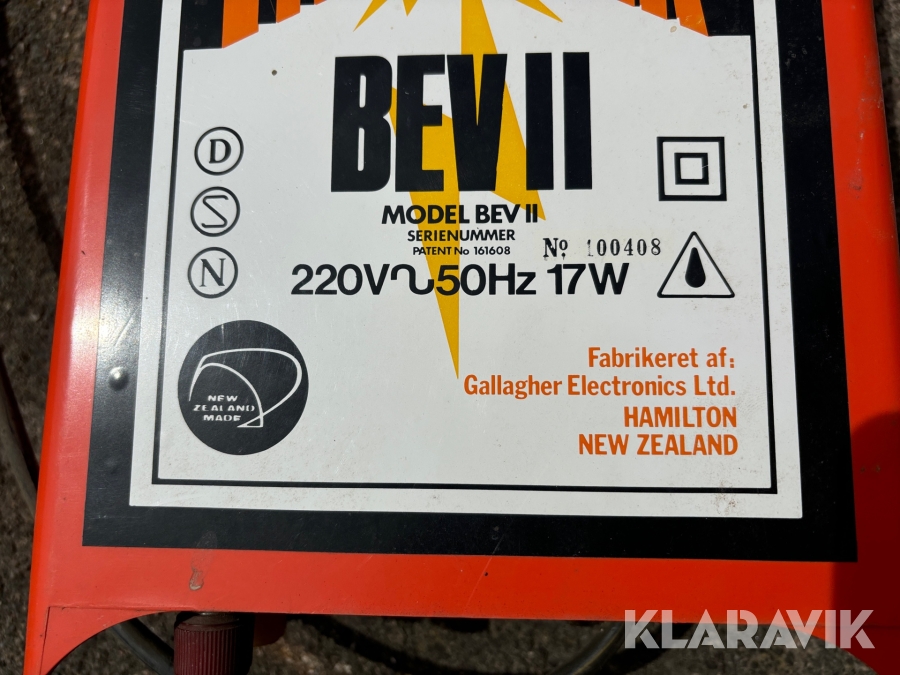 BEV II
D
S
N
MODEL BEV II
SERIENUMMER
PATENT No 161608
No. 100408
220V~50Hz 17W
NEW
ZEALAND
MADE
Fabrikeret af:
Gallagher Electronics Ltd.
HAMILTON
NEW ZEALAND
KLARAVIK